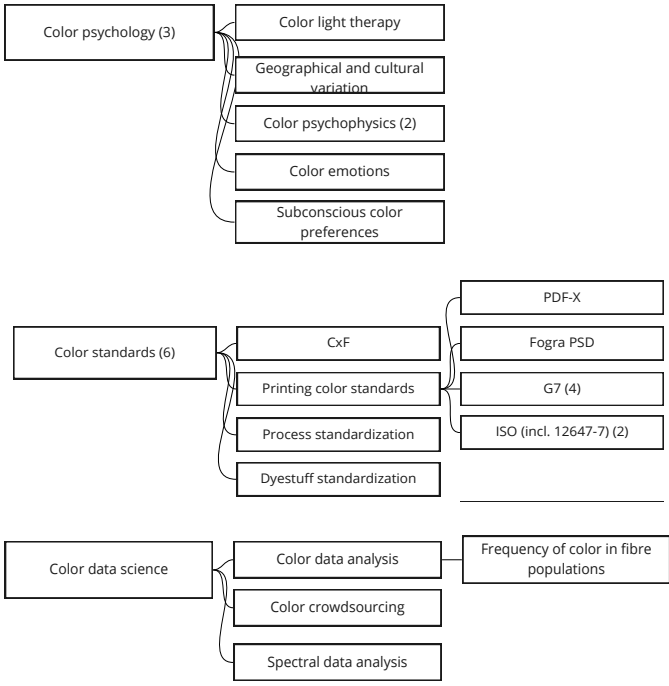 Color psychology (3)
Color light therapy
Geographical and cultural
variation
Color psychophysics (2)
Color emotions
Subconscious color
preferences
Color standards (6)
CxF
Printing color standards
Process standardization
Dyestuff standardization
PDF-X
Fogra PSD
G7 (4)
ISO (incl. 12647-7) (2)
Color data science
Color data analysis
Color crowdsourcing
Spectral data analysis
Frequency of color in fibre
populations